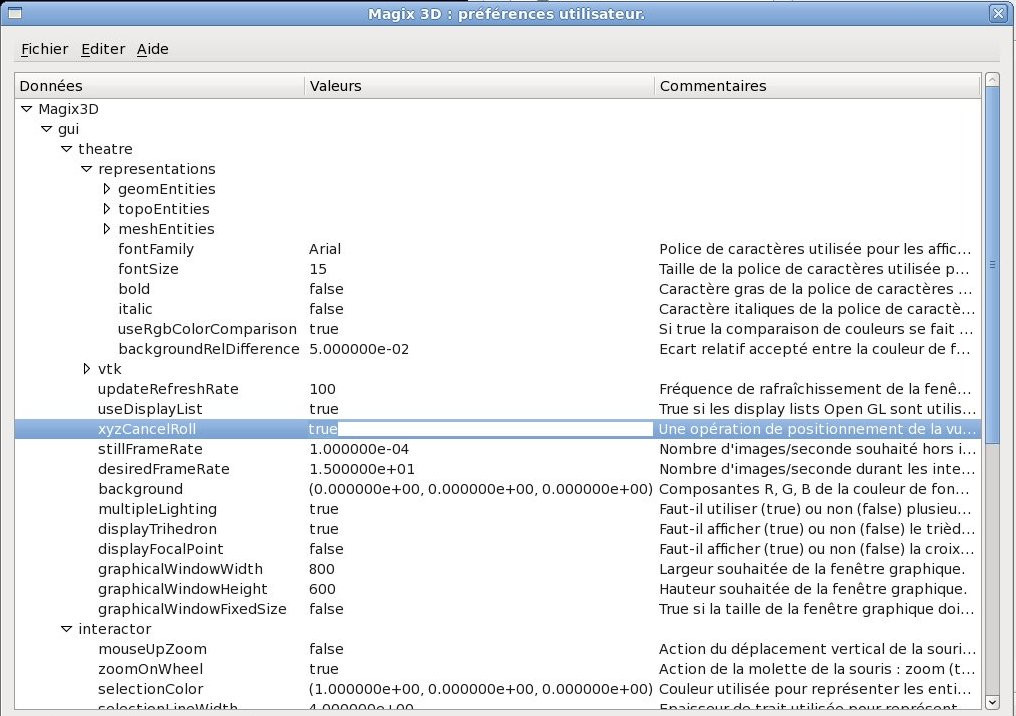 Magix 3D : préférences utilisateur.
Fichier Editer Aide
Données Valeurs Commentaires
Magix3D
gui
theatre
representations
geomEntities
topoEntities
meshEntities
fontFamily Arial Police de caractères utilisée pour les affic...
fontSize 15 Taille de la police de caractères utilisée p...
bold false Caractère gras de la police de caractères ...
italic false Caractère italiques de la police de caractè...
useRgbColorComparison true Si true la comparaison de couleurs se fait ...
backgroundRelDifference 5.000000e-02 Ecart relatif accepté entre la couleur de f...
vtk
updateRefreshRate 100 Fréquence de rafraîchissement de la fenê...
useDisplayList true True si les display lists Open GL sont utilis...
xyzCancelRoll true Une opération de positionnement de la vu...
stillFrameRate 1.000000e-04 Nombre d'images/seconde souhaité hors i...
desiredFrameRate 1.500000e+01 Nombre d'images/seconde durant les inte...
background (0.000000e+00, 0.000000e+00, 0.000000e+00) Composantes R, G, B de la couleur de fon...
multipleLighting true Faut-il utiliser (true) ou non (false) plusieu...
displayTrihedron true Faut-il afficher (true) ou non (false) le trièd...
displayFocalPoint false Faut-il afficher (true) ou non (false) la croix...
graphicalWindowWidth 800 Largeur souhaitée de la fenêtre graphique.
graphicalWindowHeight 600 Hauteur souhaitée de la fenêtre graphique.
graphicalWindowFixedSize false True si la taille de la fenêtre graphique doi...
interactor
mouseUpZoom false Action du déplacement vertical de la souri...
zoomOnWheel true Action de la molette de la souris : zoom (t...
selectionColor (1.000000e+00, 0.000000e+00, 0.000000e+00) Couleur utilisée pour représenter les enti...
selectionLineWidth 4.000000e+00 Epaisseur de trait utilisée pour représent...